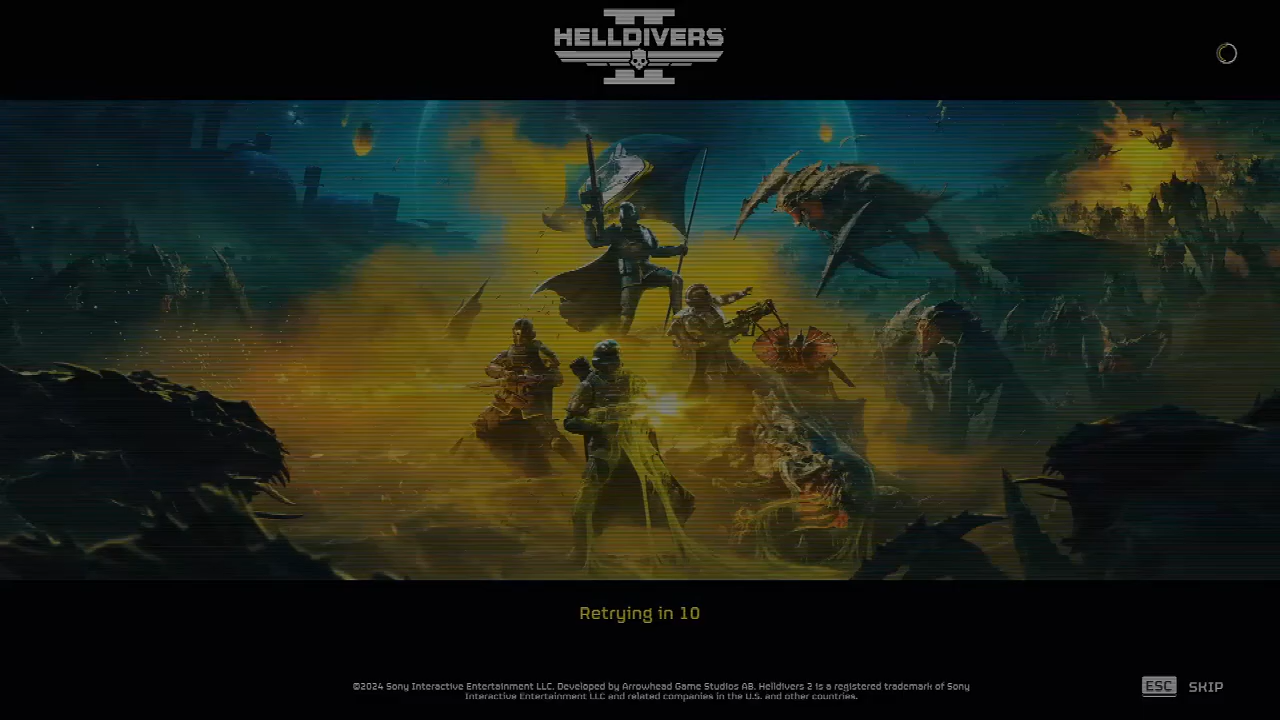 HELLDIVERS
II
Retrying in 10
©2024 Sony Interactive Entertainment LLC. Developed by Arrowhead Game Studios AB. Helldivers 2 is a registered trademark of Sony
Interactive Entertainment LLC and related companies in the U.S. and other countries.
ESC SKIP